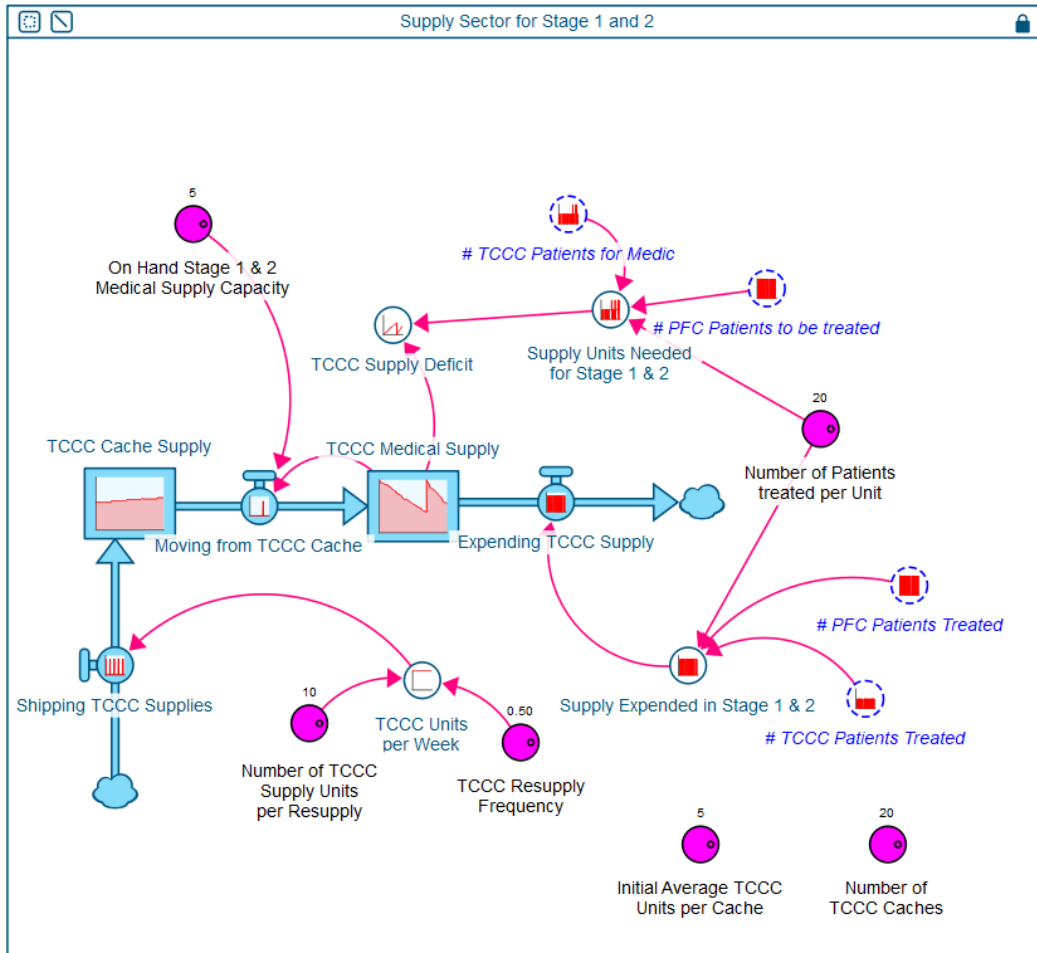 Supply Sector for Stage 1 and 2
5
On Hand Stage 1 & 2
Medical Supply Capacity
# TCCC Patients for Medic
# PFC Patients to be treated
TCCC Supply Deficit
Supply Units Needed
for Stage 1 & 2
20
Number of Patients
treated per Unit
TCCC Cache Supply
TCCC Medical Supply
Moving from TCCC Cache
Expending TCCC Supply
# PFC Patients Treated
Shipping TCCC Supplies
10
Number of TCCC
Supply Units
per Resupply
TCCC Units
per Week
0.50
TCCC Resupply
Frequency
Supply Expended in Stage 1 & 2
# TCCC Patients Treated
5
Initial Average TCCC
Units per Cache
20
Number of
TCCC Caches